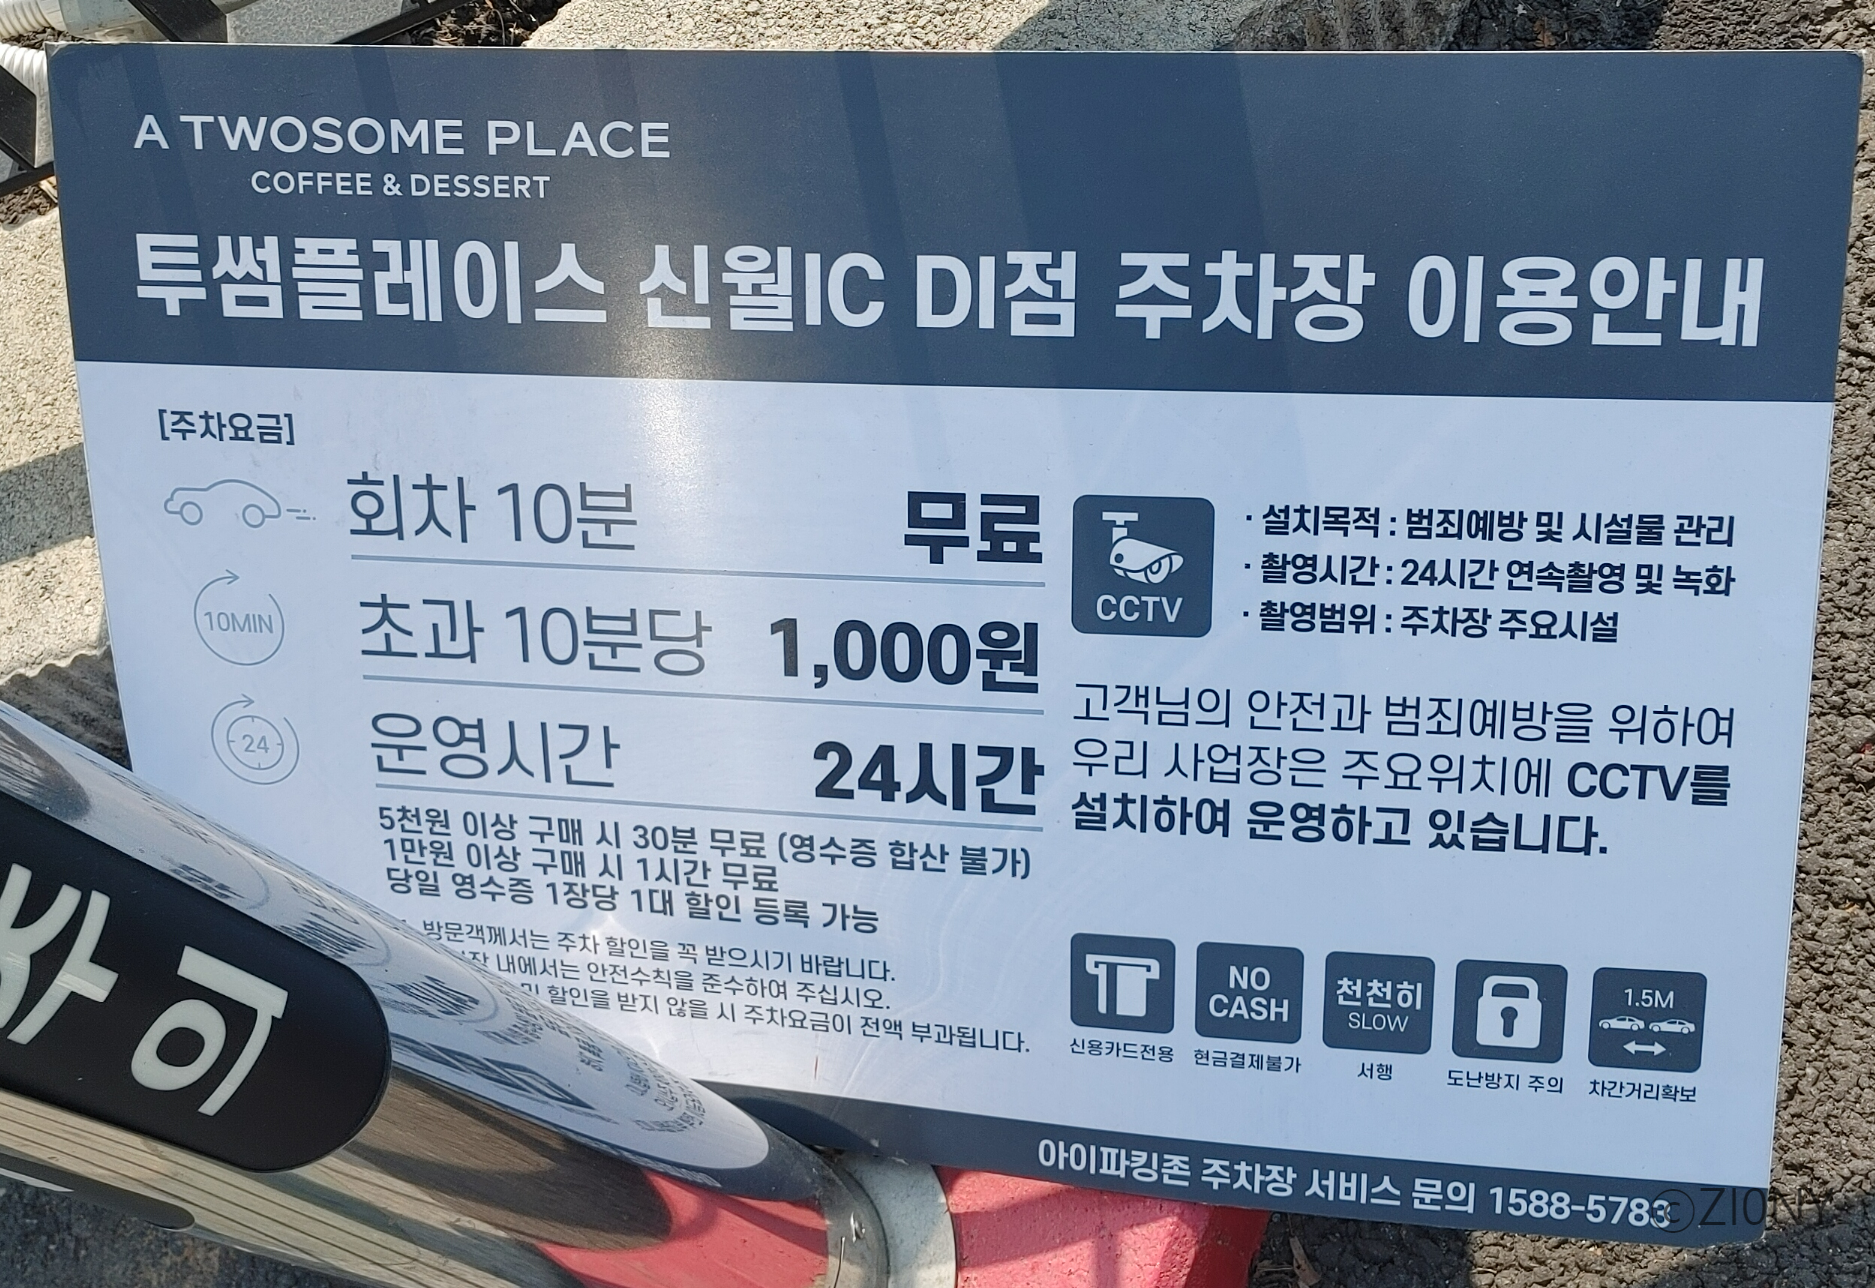 A TWOSOME PLACE
COFFEE & DESSERT
투썸플레이스 신월IC DI점 주차장 이용안내
[주차요금]
회차 10분 무료
10MIN
초과 10분당 1,000원
24
운영시간 24시간
5천원 이상 구매 시 30분 무료 (영수증 합산 불가)
1만원 이상 구매 시 1시간 무료
당일 영수증 1장당 1대 할인 등록 가능
방문객께서는 주차 할인을 꼭 받으시기 바랍니다.
내에서는 안전수칙을 준수하여 주십시오.
할인을 받지 않을 시 주차요금이 전액 부과됩니다.
CCTV
· 설치목적 : 범죄예방 및 시설물 관리
· 촬영시간 : 24시간 연속촬영 및 녹화
· 촬영범위 : 주차장 주요시설
고객님의 안전과 범죄예방을 위하여
우리 사업장은 주요위치에 CCTV를
설치하여 운영하고 있습니다.
신용카드전용
NO
CASH
현금결제불가
천천히
SLOW
서행
도난방지 주의
1.5M
차간거리확보
아이파킹존 주차장 서비스 문의 1588-5783
ⓒ ZIONY